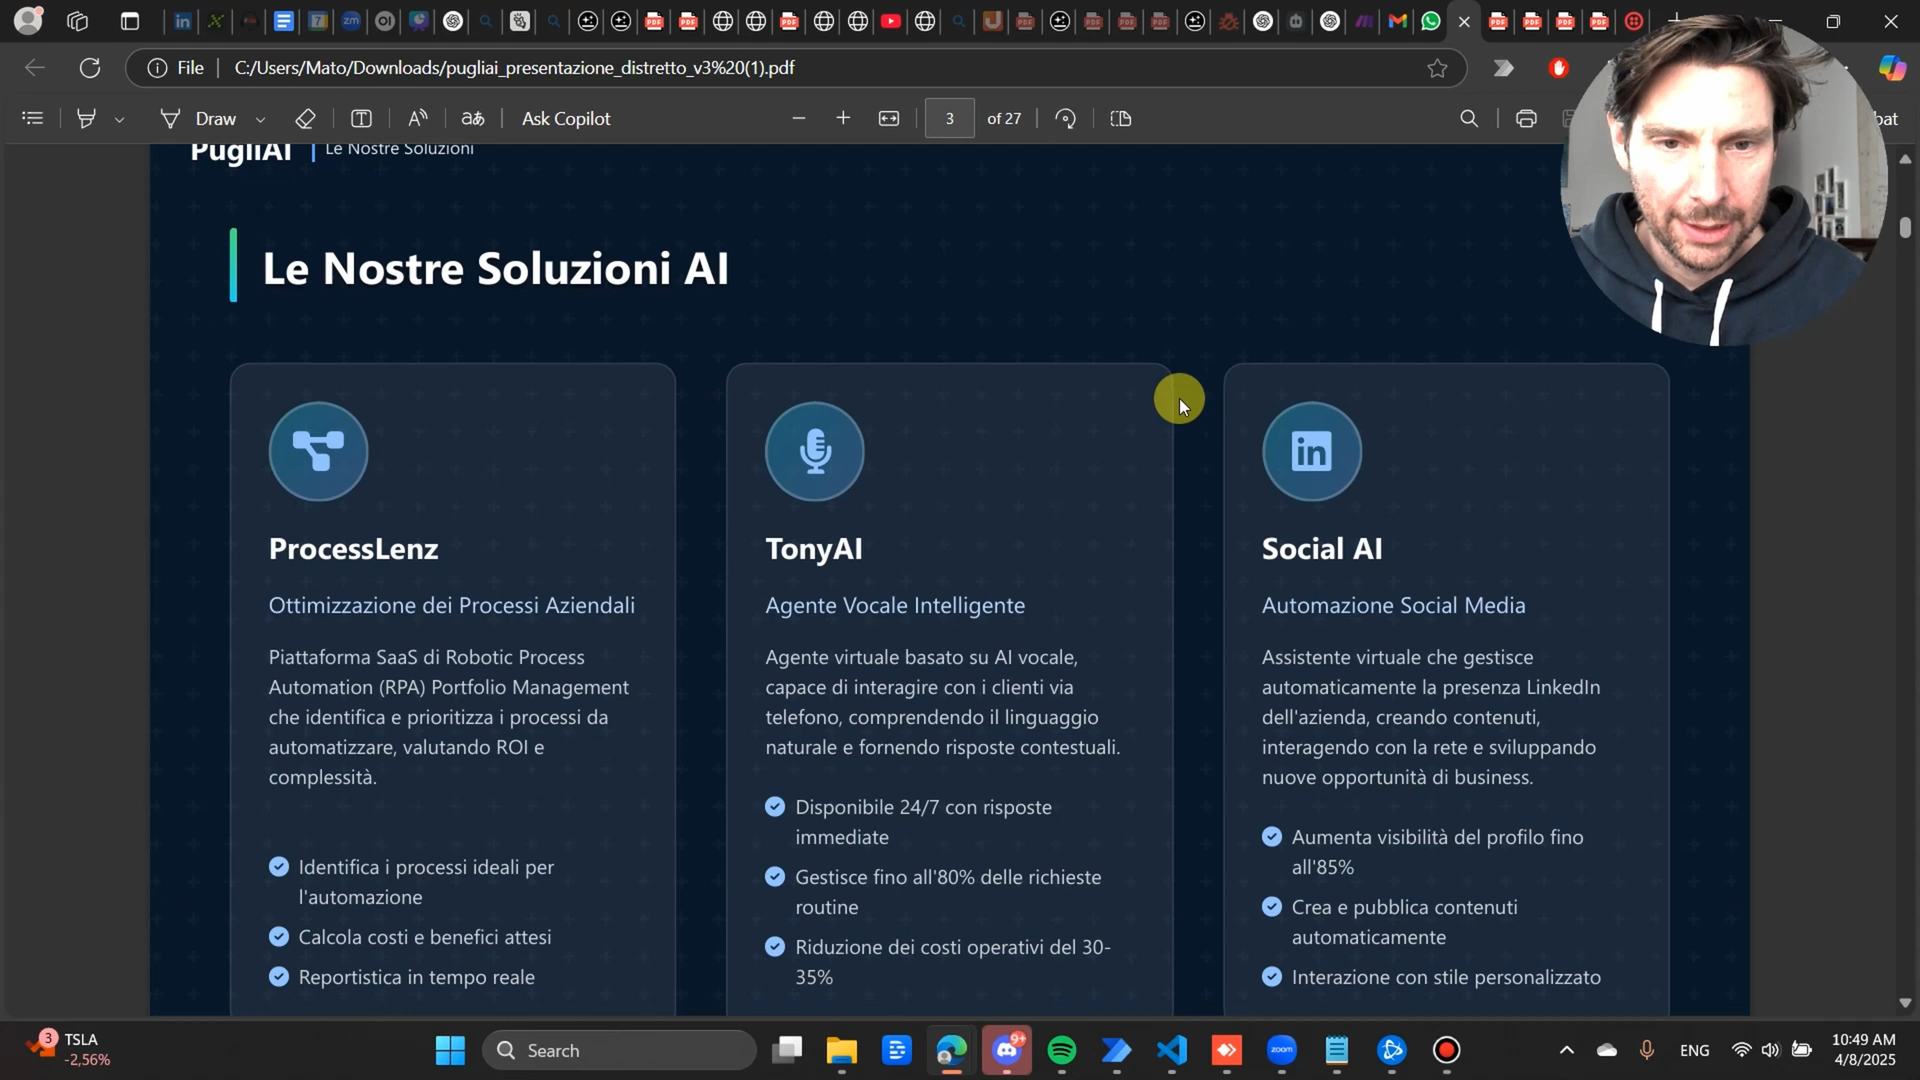 File
C:/Users/Mato/Downloads/pugliai_presentazione_distretto_v3%20(1).pdf
Draw
Ask Copilot
3
of 27
PugliAI
Le Nostre Soluzioni
Le Nostre Soluzioni AI
ProcessLenz
Ottimizzazione dei Processi Aziendali
Piattaforma SaaS di Robotic Process
Automation (RPA) Portfolio Management
che identifica e prioritizza i processi da
automatizzare, valutando ROI e
complessità.
Identifica i processi ideali per
l'automazione
Calcola costi e benefici attesi
Reportistica in tempo reale
TonyAI
Agente Vocale Intelligente
Agente virtuale basato su AI vocale,
capace di interagire con i clienti via
telefono, comprendendo il linguaggio
naturale e fornendo risposte contestuali.
Disponibile 24/7 con risposte
immediate
Gestisce fino all'80% delle richieste
routine
Riduzione dei costi operativi del 30-
35%
Social AI
Automazione Social Media
Assistente virtuale che gestisce
automaticamente la presenza LinkedIn
dell'azienda, creando contenuti,
interagendo con la rete e sviluppando
nuove opportunità di business.
Aumenta visibilità del profilo fino
all'85%
Crea e pubblica contenuti
automaticamente
Interazione con stile personalizzato
3
TSLA
-2,56%
Search
9+
zoom
ENG
10:49 AM
4/8/2025